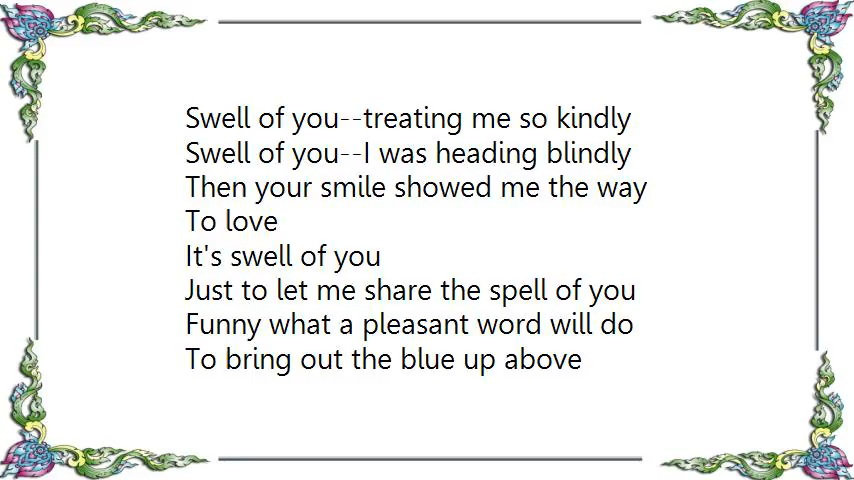 Swell of you--treating me so kindly
Swell of you--I was heading blindly
Then your smile showed me the way
To love
It's swell of you
Just to let me share the spell of you
Funny what a pleasant word will do
To bring out the blue up above